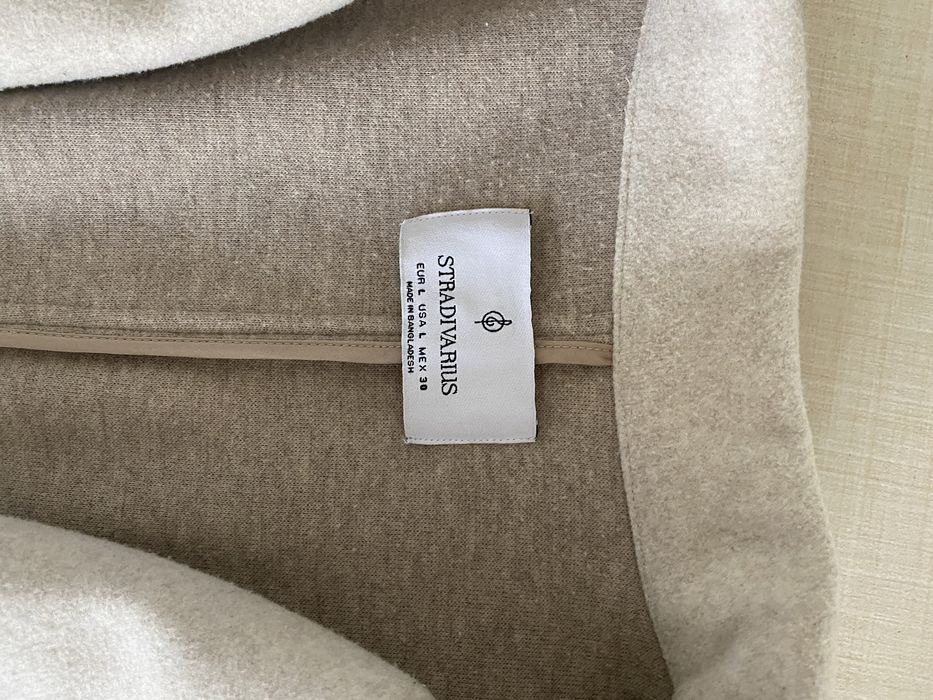 STRADIVARIUS
EUR L USA L MEX 30
MADE IN BANGLADESH